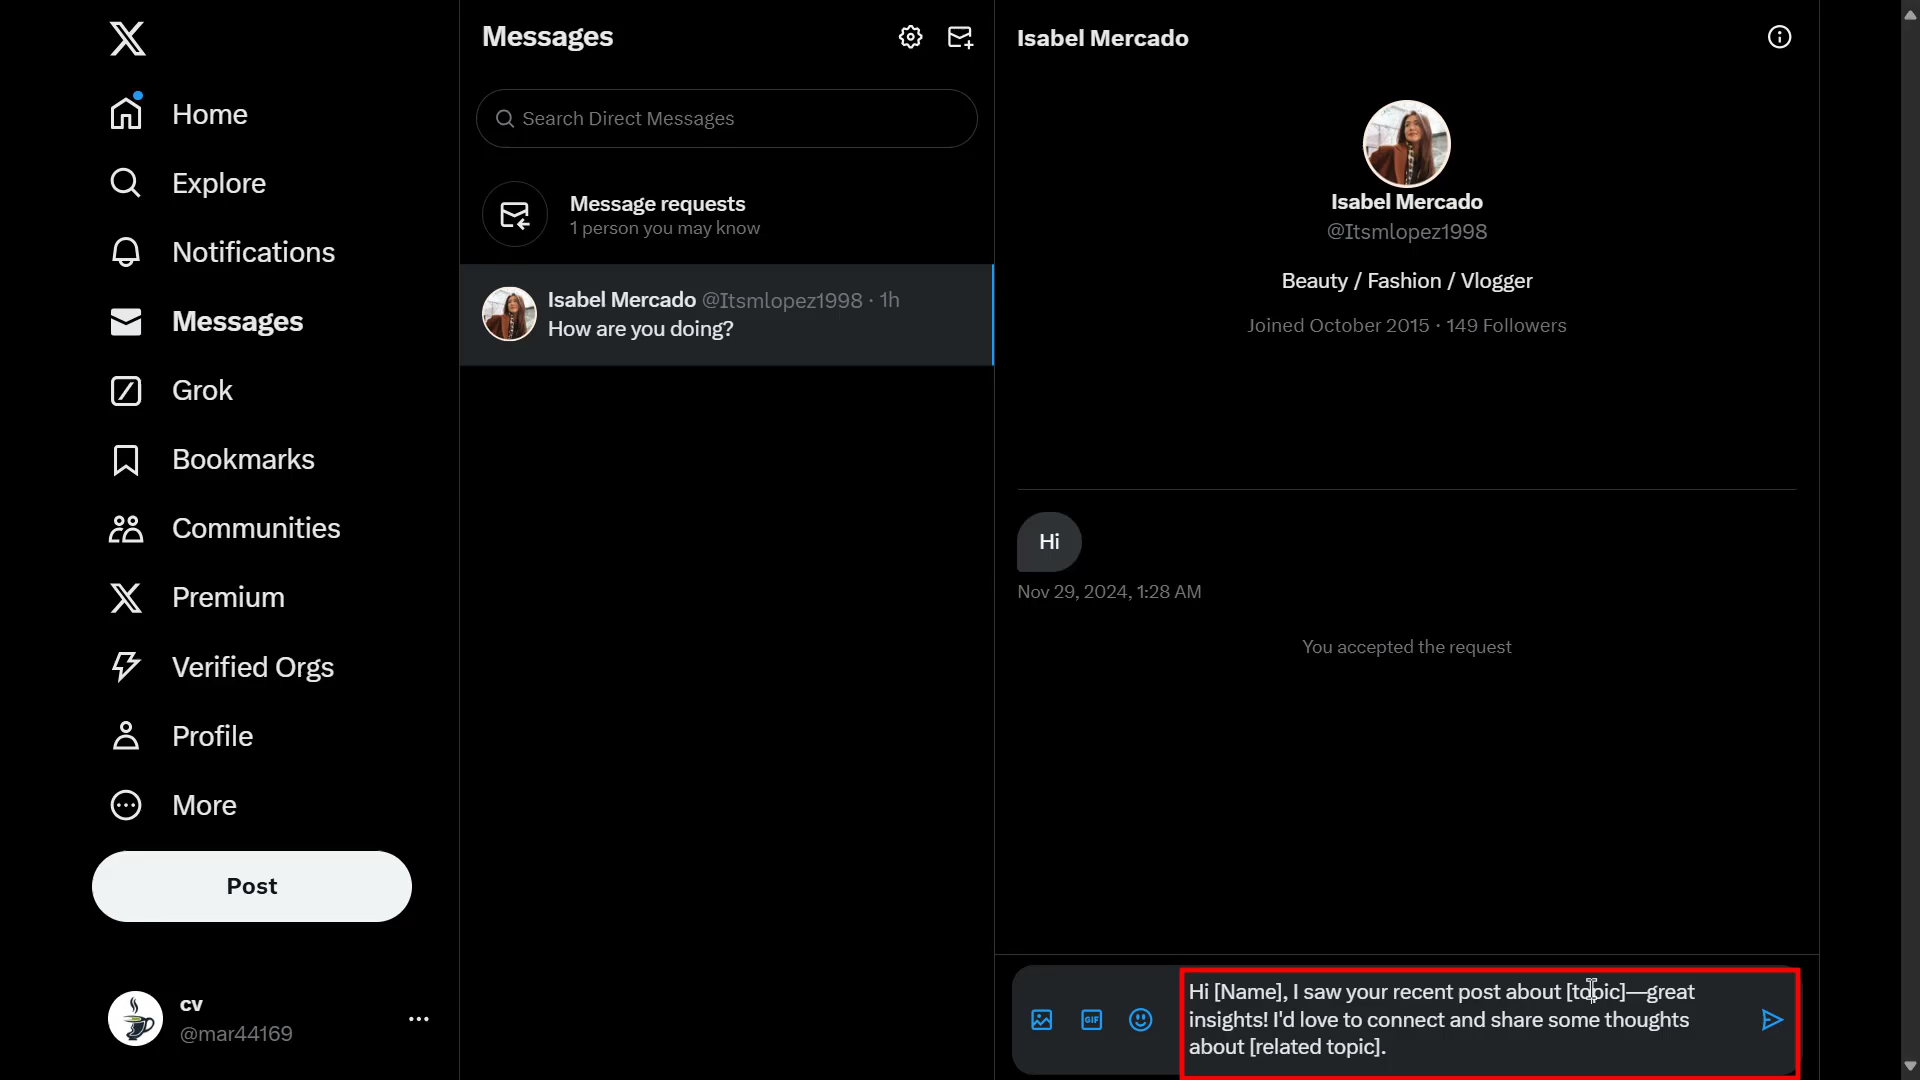 Home
Explore
Notifications
Messages
Grok
Bookmarks
Communities
Premium
Verified Orgs
Profile
More
Post
cv
@mar44169
Messages
Search Direct Messages
Message requests
1 person you may know
Isabel Mercado @Itsmlopez1998 · 1h
How are you doing?
Isabel Mercado
Isabel Mercado
@Itsmlopez1998
Beauty / Fashion / Vlogger
Joined October 2015 · 149 Followers
Hi
Nov 29, 2024, 1:28 AM
You accepted the request
GIF
Hi [Name], I saw your recent post about [topic]—great
insights! I'd love to connect and share some thoughts
about [related topic].